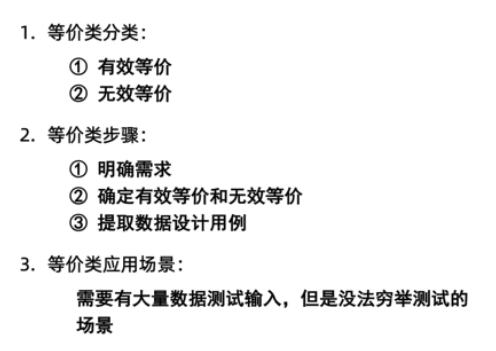 1. 等价类分类：
① 有效等价
② 无效等价
2. 等价类步骤：
① 明确需求
② 确定有效等价和无效等价
③ 提取数据设计用例
3. 等价类应用场景：
需要有大量数据测试输入，但是没法穷举测试的
场景